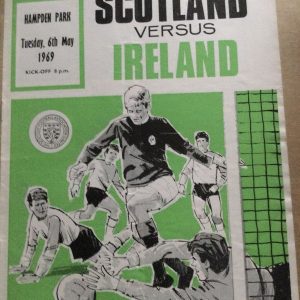 HAMPDEN PARK
Tuesday, 6th May
1969
KICK-OFF 8 p.m.
SCOTLAND
VERSUS
IRELAND